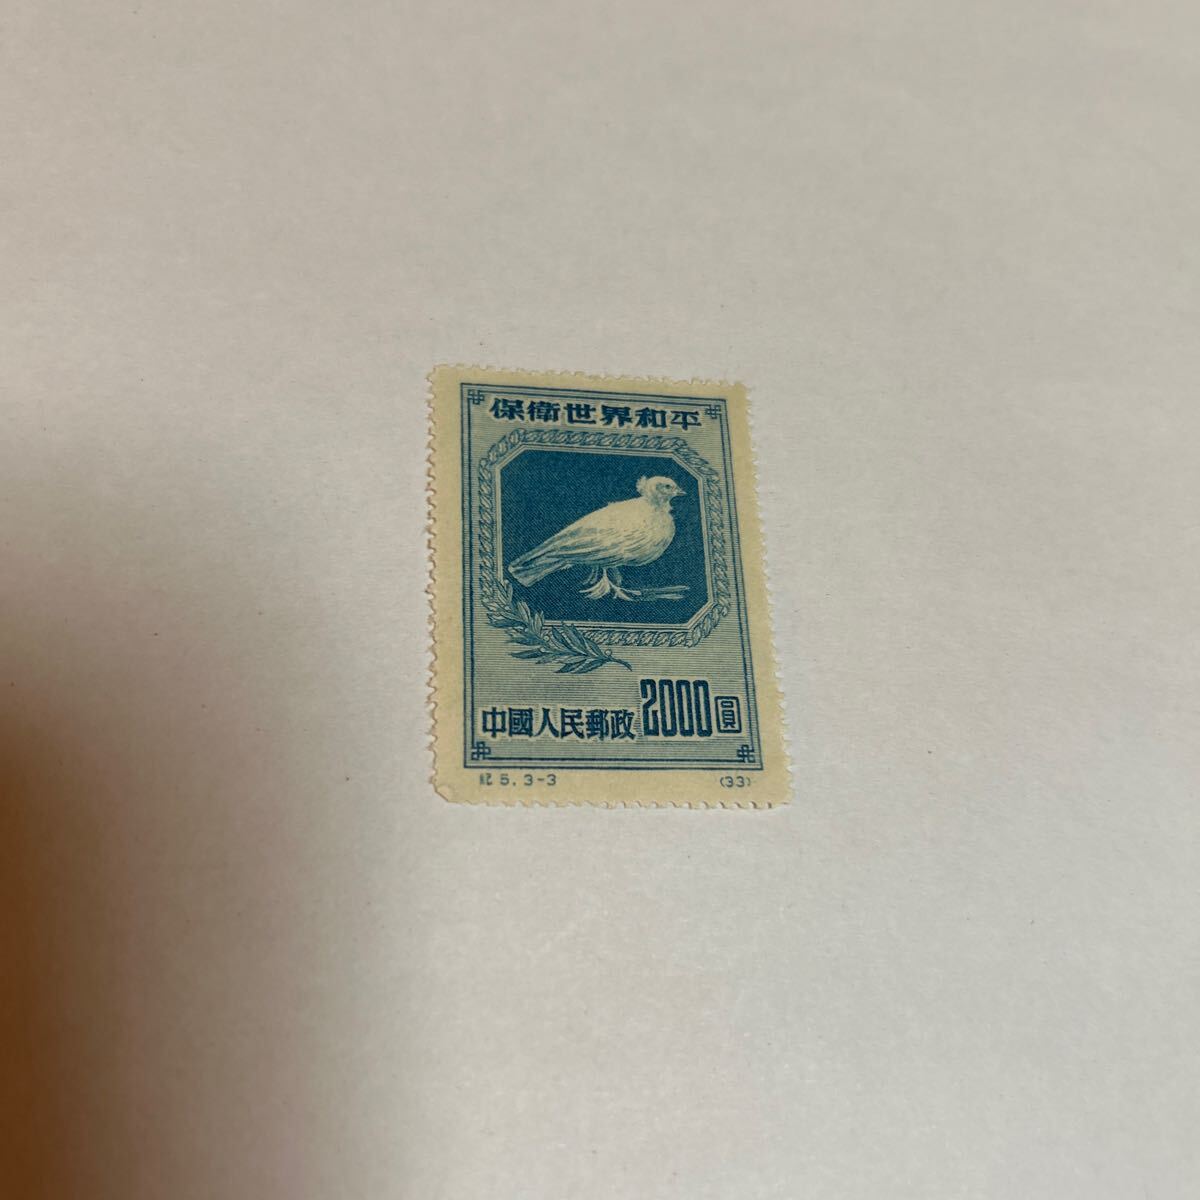 保衛世界和平
中國人民郵政 2000圓
紀 5. 3-3 (33)